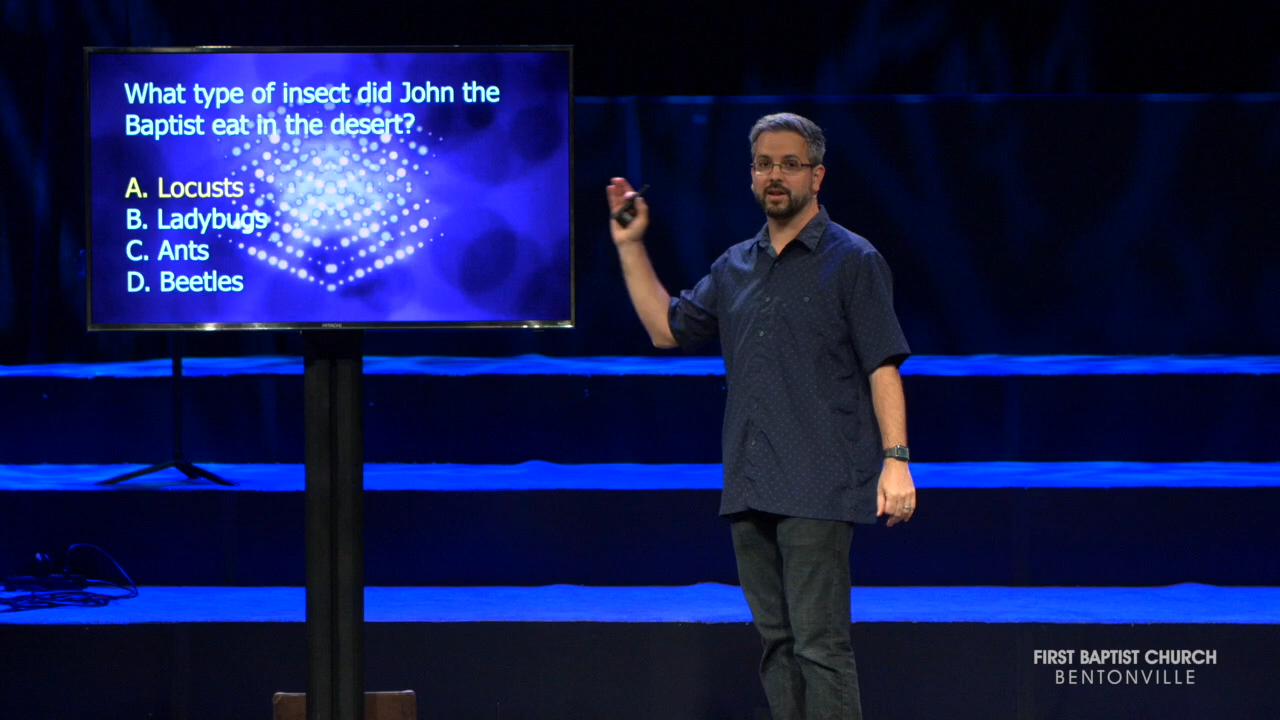 What type of insect did John the
Baptist eat in the desert?
A. Locusts
B. Ladybugs
C. Ants
D. Beetles
HITACHI
FIRST BAPTIST CHURCH
BENTONVILLE